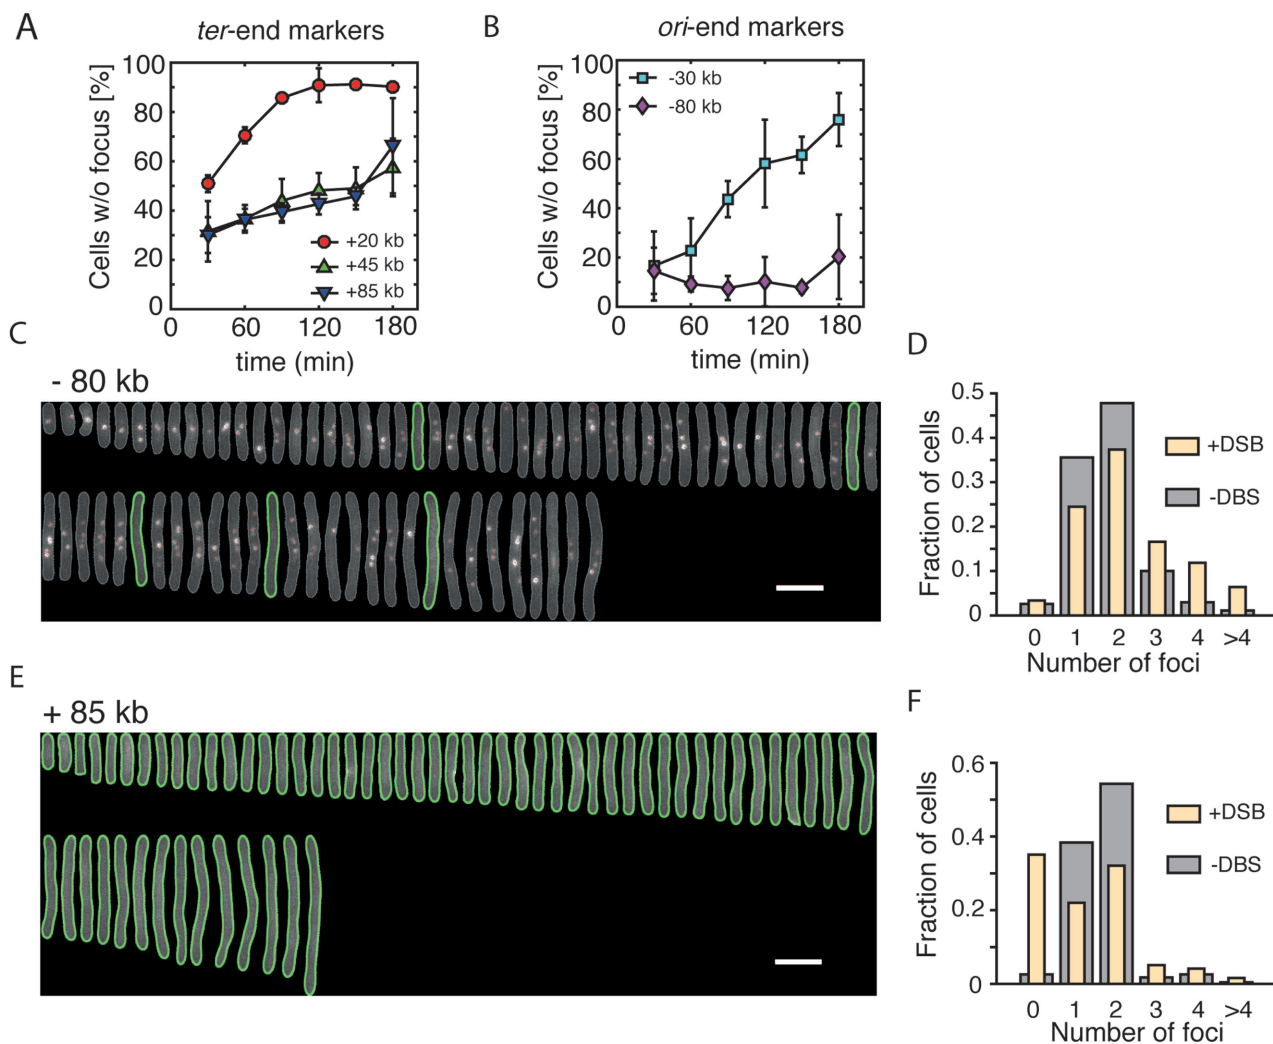 A
ter-end markers
Cells w/o focus [%]
100
80
60
40
20
0
+20 kb
+45 kb
+85 kb
0 60 120 180
time (min)
B
ori-end markers
Cells w/o focus [%]
100
80
60
40
20
0
-30 kb
-80 kb
0 60 120 180
time (min)
C
- 80 kb
D
Fraction of cells
0.5
0.4
0.3
0.2
0.1
0
+DSB
-DBS
0 1 2 3 4 >4
Number of foci
E
+ 85 kb
F
Fraction of cells
0.6
0.4
0.2
0
+DSB
-DBS
0 1 2 3 4 >4
Number of foci